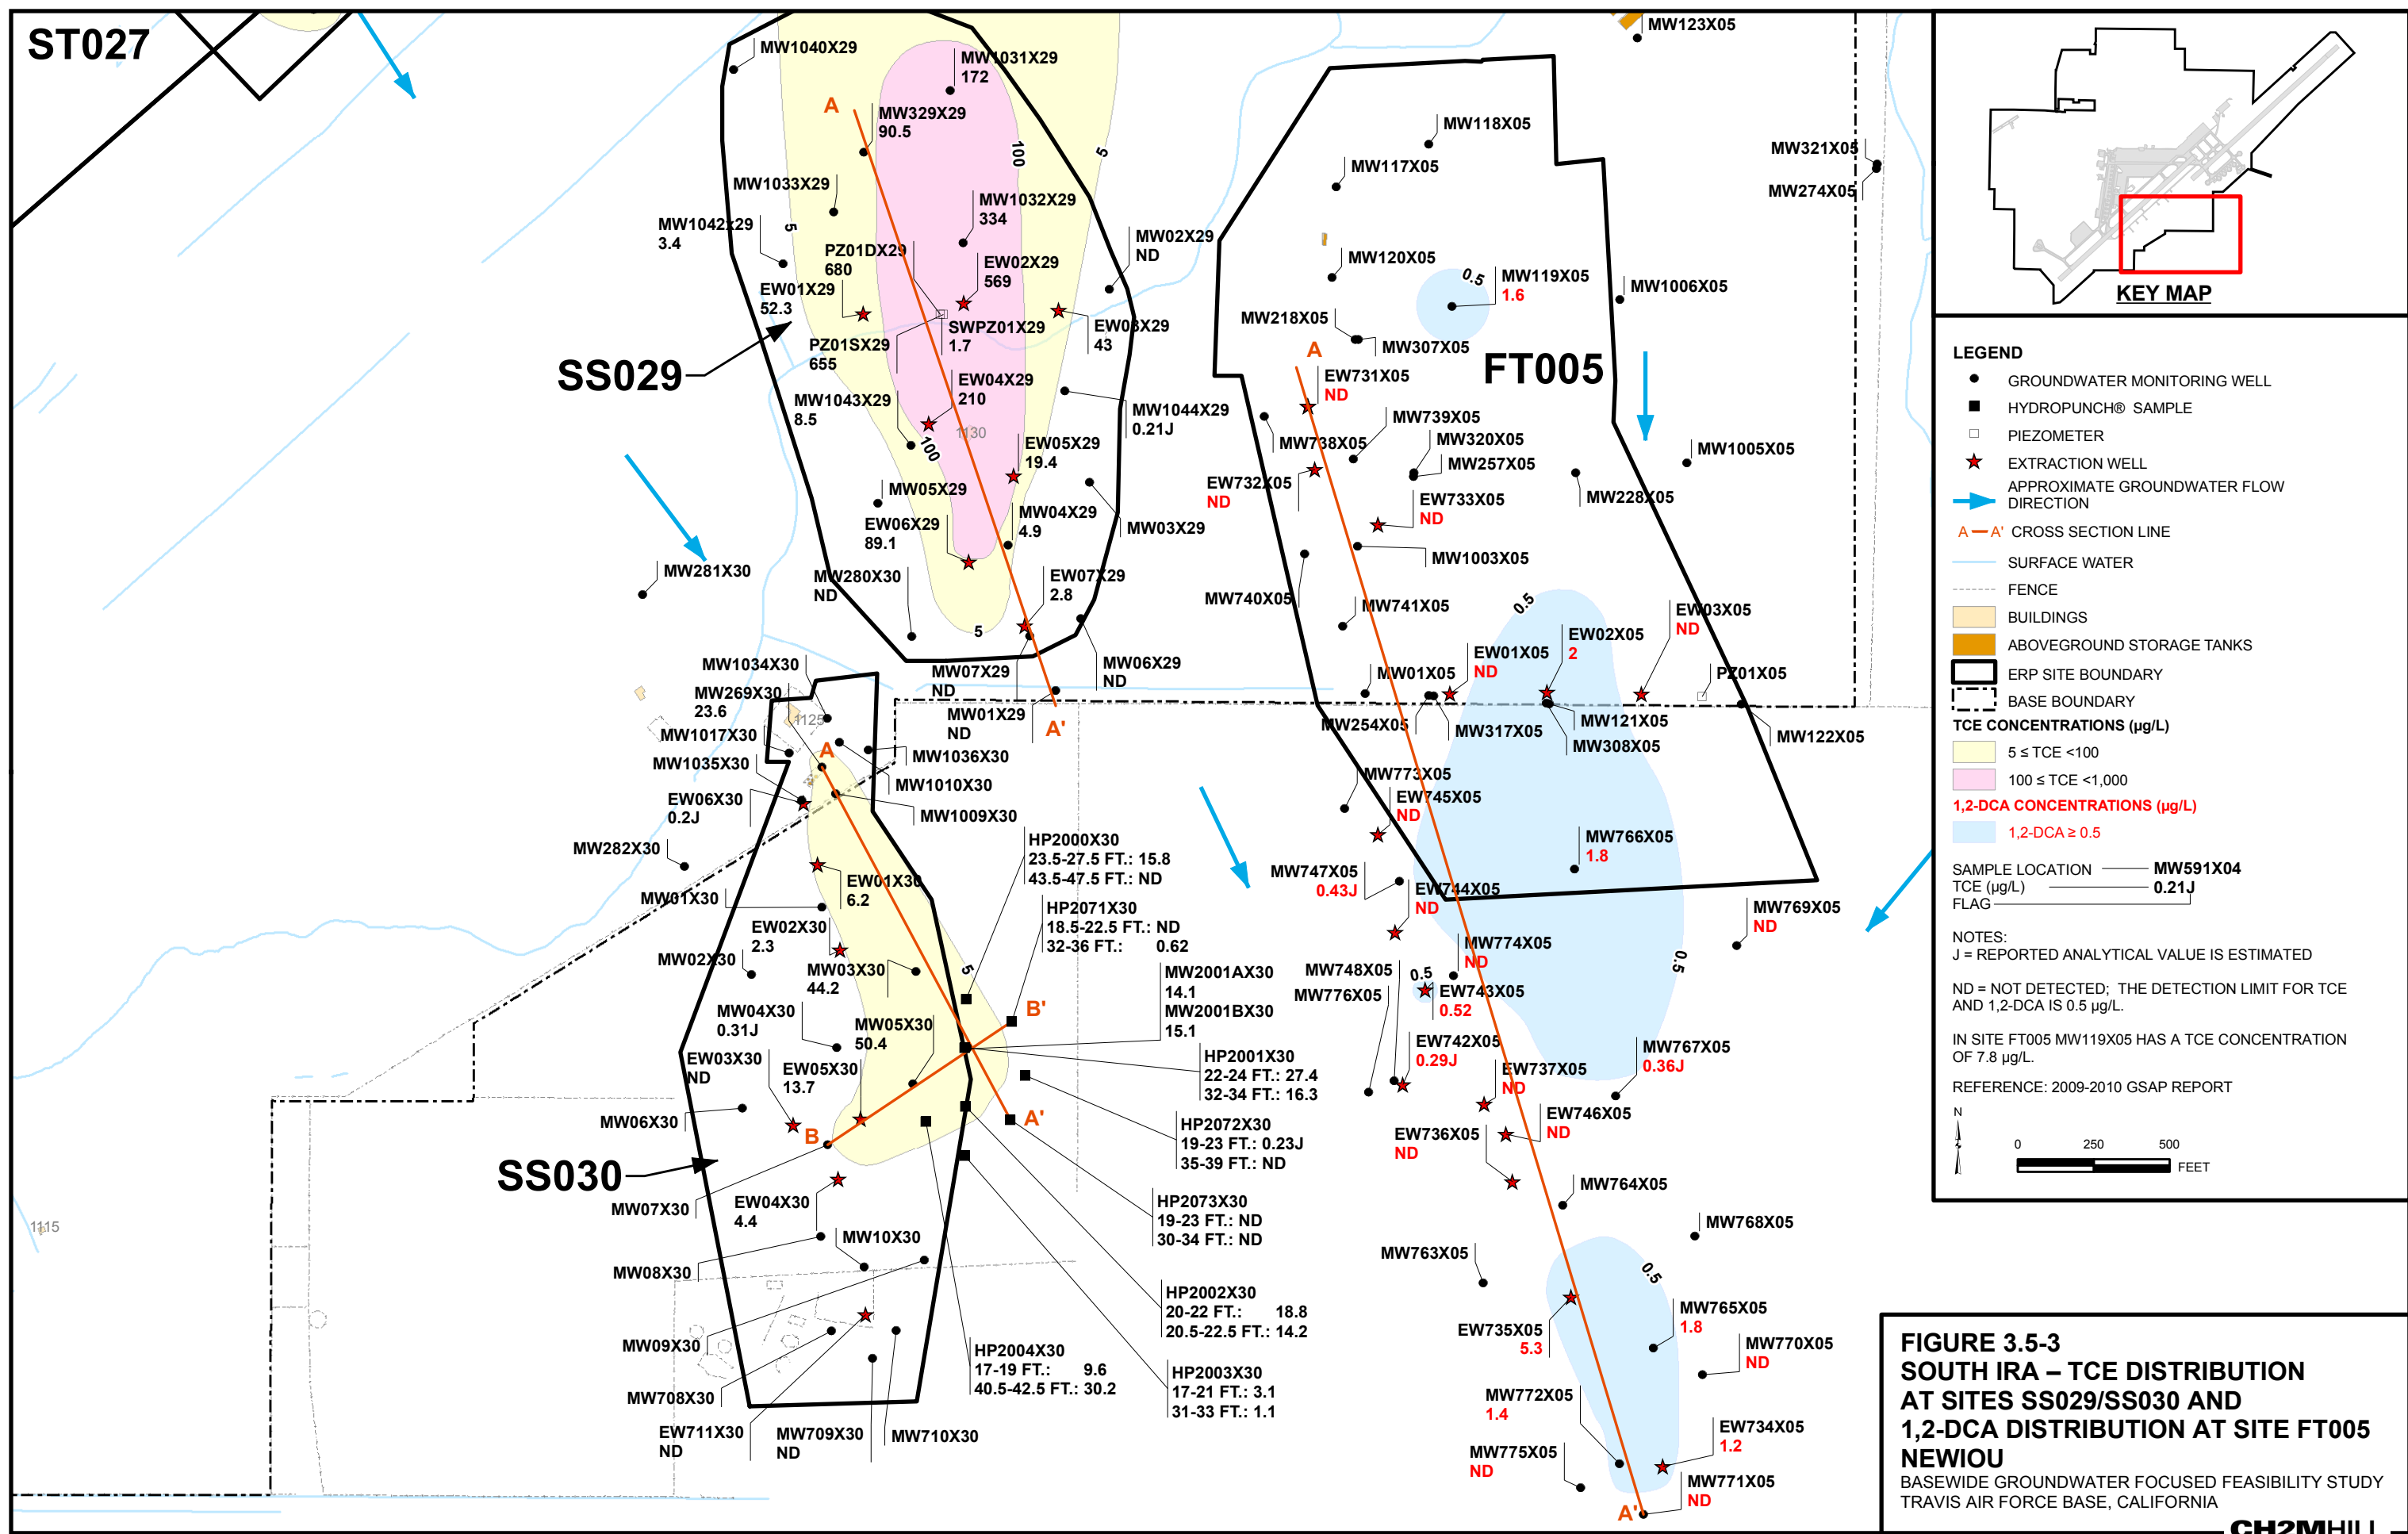 ST027
MW1040X29
MW1031X29
172
A
MW329X29
90.5
100
5
MW1033X29
MW1032X29
334
MW1042x29
3.4
5
PZ01DX29
680
EW02X29
569
MW02X29
ND
EW01X29
52.3
SWPZ01X29
1.7
EW03X29
43
PZ01SX29
655
SS029
EW04X29
210
MW1043X29
8.5
1130
100
MW1044X29
0.21J
EW05X29
19.4
MW05X29
MW04X29
4.9
MW03X29
EW06X29
89.1
MW281X30
MW280X30
ND
EW07X29
2.8
5
MW07X29
ND
MW06X29
ND
MW01X29
ND
A'
MW1034X30
MW269X30
23.6
1125
MW1017X30
A
MW1036X30
MW1035X30
MW1010X30
EW06X30
0.2J
MW1009X30
MW282X30
EW01X30
6.2
MW01X30
EW02X30
2.3
MW02X30
MW03X30
44.2
5
HP2000X30
23.5-27.5 FT.: 15.8
43.5-47.5 FT.: ND
HP2071X30
18.5-22.5 FT.: ND
32-36 FT.: 0.62
MW2001AX30
14.1
MW2001BX30
15.1
B'
MW04X30
0.31J
MW05X30
50.4
EW03X30
ND
EW05X30
13.7
HP2001X30
22-24 FT.: 27.4
32-34 FT.: 16.3
MW06X30
B
A'
HP2072X30
19-23 FT.: 0.23J
35-39 FT.: ND
SS030
MW07X30
EW04X30
4.4
HP2073X30
19-23 FT.: ND
30-34 FT.: ND
1115
MW10X30
MW08X30
HP2002X30
20-22 FT.: 18.8
20.5-22.5 FT.: 14.2
MW09X30
HP2004X30
17-19 FT.: 9.6
40.5-42.5 FT.: 30.2
HP2003X30
17-21 FT.: 3.1
31-33 FT.: 1.1
MW708X30
EW711X30
ND
MW709X30
ND
MW710X30
MW123X05
MW118X05
MW117X05
MW321X05
MW274X05
MW120X05
0.5
MW119X05
1.6
MW1006X05
MW218X05
MW307X05
A
FT005
EW731X05
ND
MW739X05
MW738X05
MW320X05
MW257X05
MW1005X05
EW732X05
ND
EW733X05
ND
MW228X05
MW1003X05
MW740X05
MW741X05
0.5
EW03X05
ND
EW02X05
2
EW01X05
ND
MW01X05
PZ01X05
MW254X05
MW317X05
MW121X05
MW308X05
MW122X05
MW773X05
EW745X05
ND
MW766X05
1.8
MW747X05
0.43J
EW744X05
ND
MW769X05
ND
MW774X05
ND
0.5
MW748X05
MW776X05
0.5
EW743X05
0.52
EW742X05
0.29J
EW737X05
ND
MW767X05
0.36J
EW746X05
ND
EW736X05
ND
MW764X05
MW768X05
MW763X05
0.5
MW765X05
1.8
EW735X05
5.3
MW770X05
ND
MW772X05
1.4
EW734X05
1.2
MW775X05
ND
MW771X05
ND
A'
KEY MAP
LEGEND
GROUNDWATER MONITORING WELL
HYDROPUNCH® SAMPLE
PIEZOMETER
EXTRACTION WELL
APPROXIMATE GROUNDWATER FLOW
DIRECTION
A — A' CROSS SECTION LINE
SURFACE WATER
FENCE
BUILDINGS
ABOVEGROUND STORAGE TANKS
ERP SITE BOUNDARY
BASE BOUNDARY
TCE CONCENTRATIONS (µg/L)
5 ≤ TCE <100
100 ≤ TCE <1,000
1,2-DCA CONCENTRATIONS (µg/L)
1,2-DCA ≥ 0.5
SAMPLE LOCATION MW591X04
TCE (µg/L) 0.21J
FLAG
NOTES:
J = REPORTED ANALYTICAL VALUE IS ESTIMATED
ND = NOT DETECTED; THE DETECTION LIMIT FOR TCE
AND 1,2-DCA IS 0.5 µg/L.
IN SITE FT005 MW119X05 HAS A TCE CONCENTRATION
OF 7.8 µg/L.
REFERENCE: 2009-2010 GSAP REPORT
N
0 250 500
FEET
FIGURE 3.5-3
SOUTH IRA – TCE DISTRIBUTION
AT SITES SS029/SS030 AND
1,2-DCA DISTRIBUTION AT SITE FT005
NEWIOU
BASEWIDE GROUNDWATER FOCUSED FEASIBILITY STUDY
TRAVIS AIR FORCE BASE, CALIFORNIA
CH2MHILL